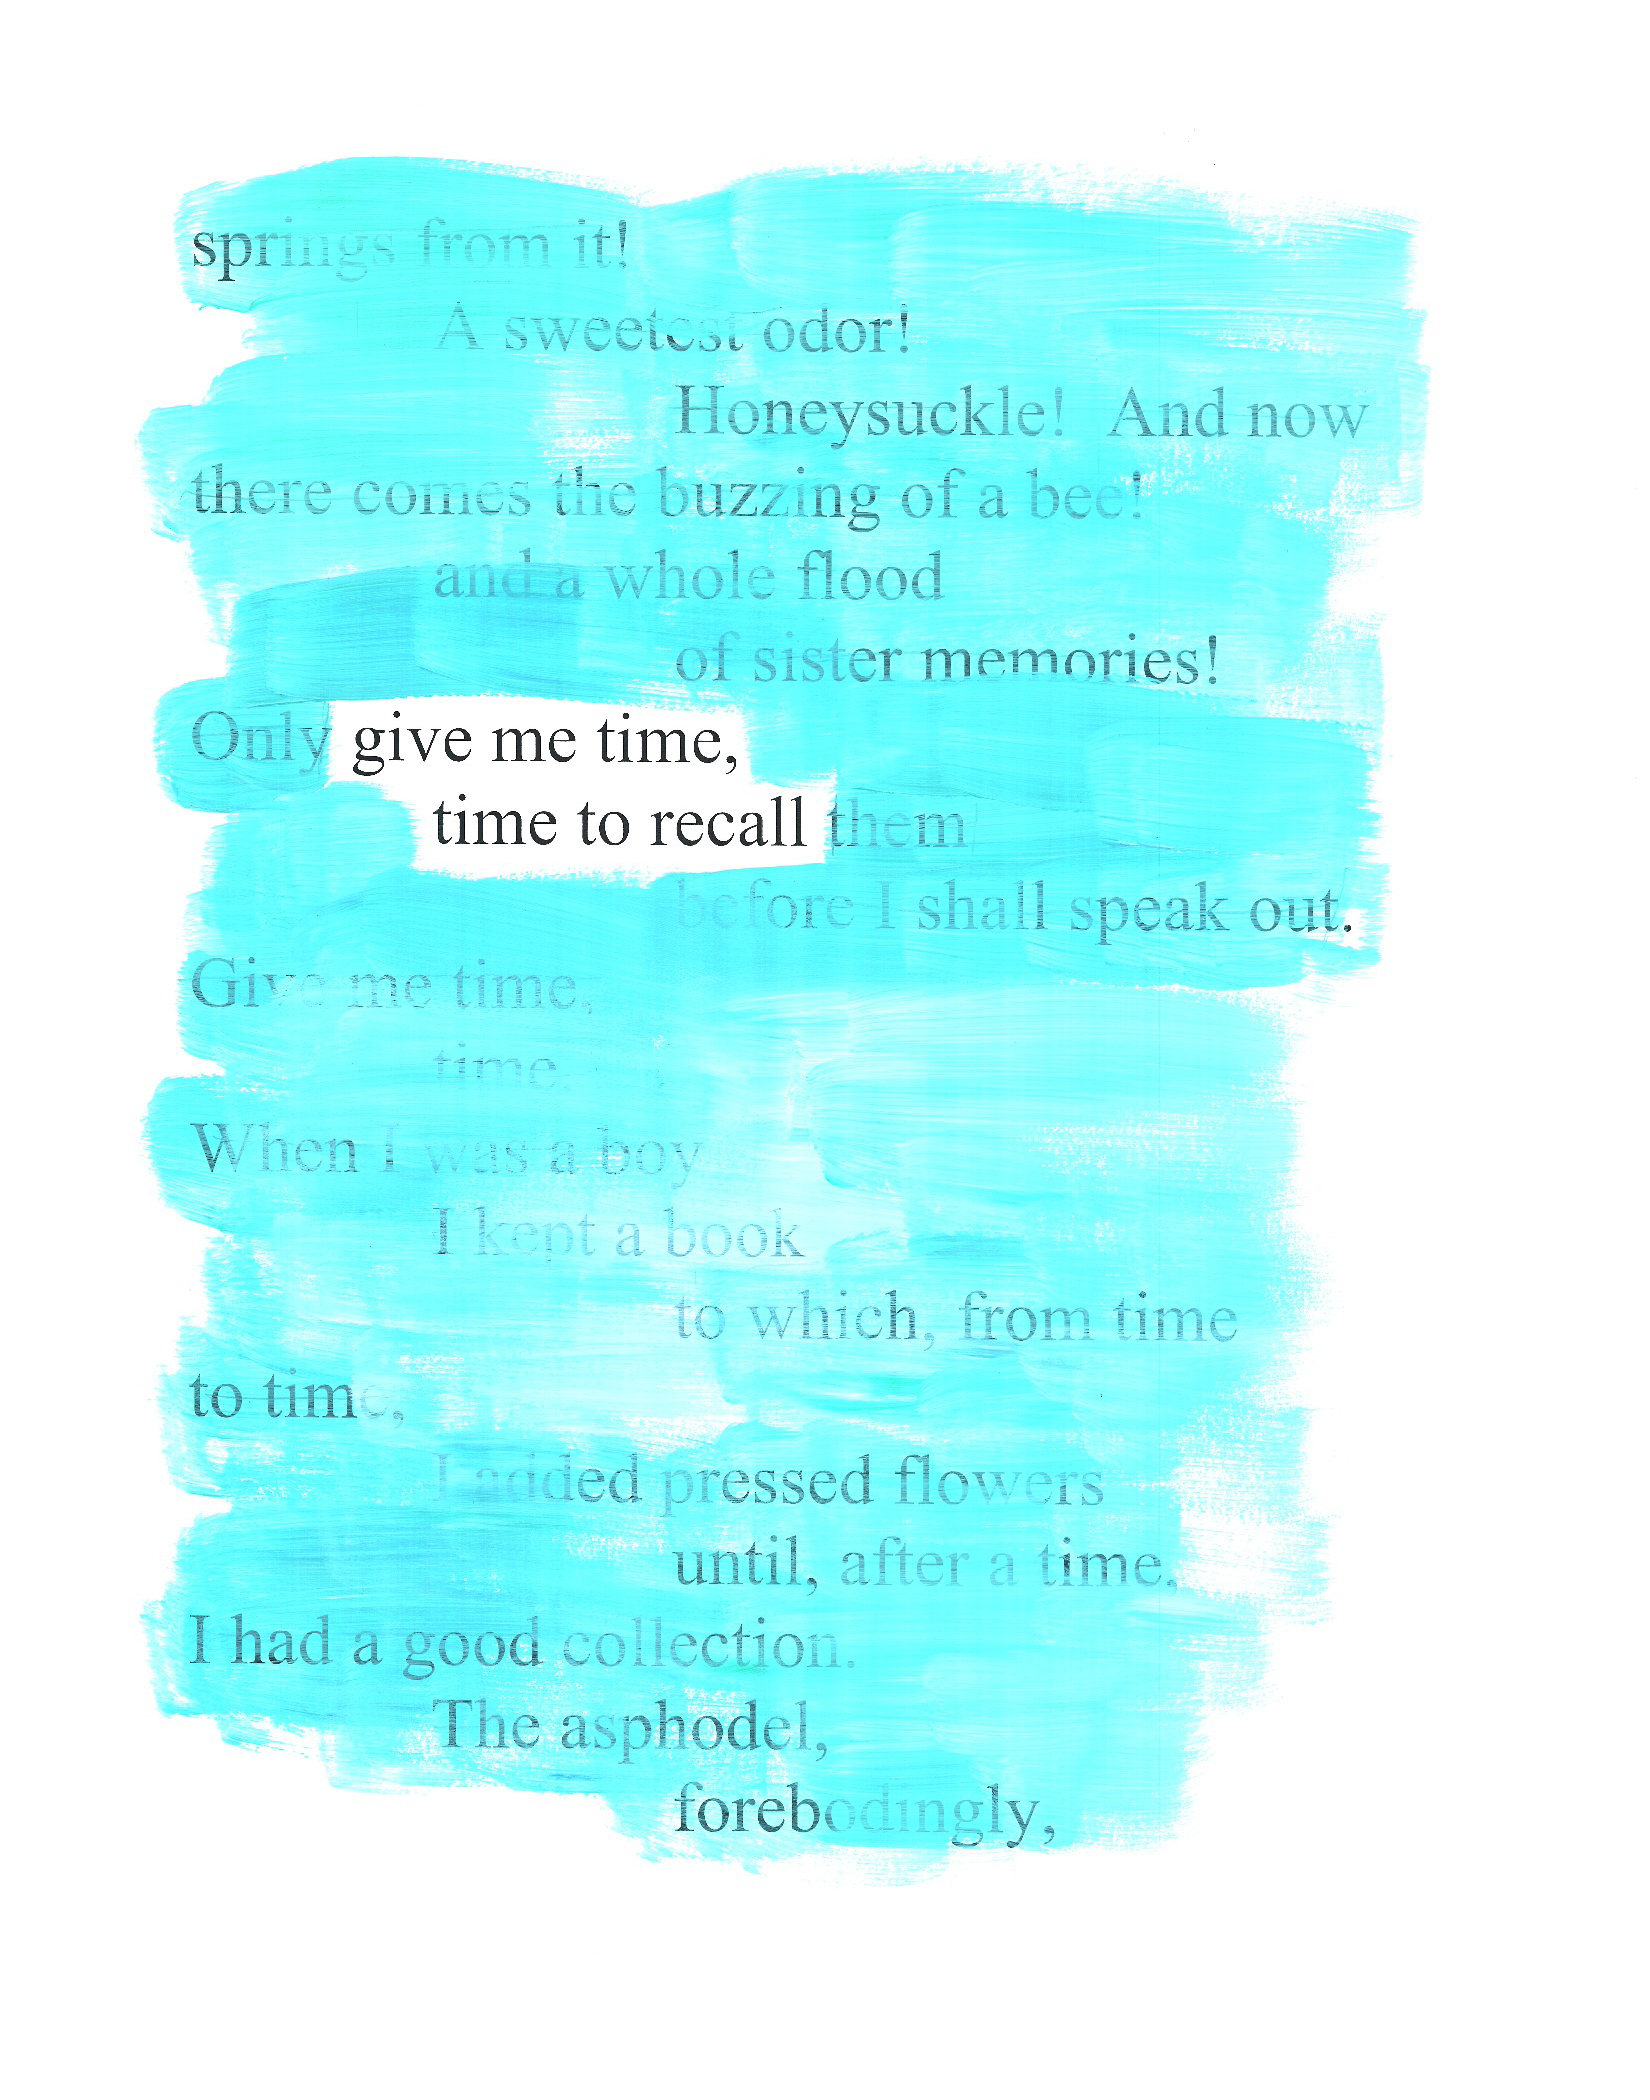 springs from it!
A sweetest odor!
Honeysuckle! And now
there comes the buzzing of a bee!
and a whole flood
of sister memories!
Only give me time,
time to recall them
before I shall speak out.
Give me time,
time.
When I was a boy
I kept a book
to which, from time
to time,
I added pressed flowers
until, after a time,
I had a good collection.
The asphodel,
forebodingly,